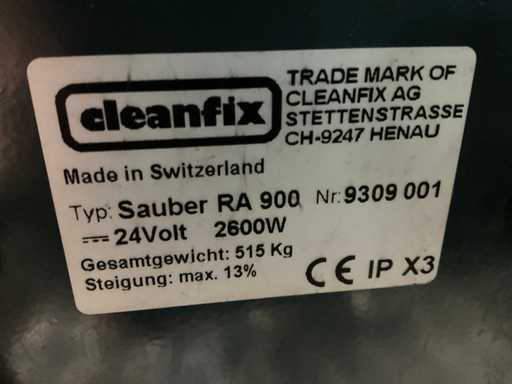 cleanfix
TRADE MARK OF
CLEANFIX AG
STETTENSTRASSE
CH-9247 HENAU
Made in Switzerland
Typ: Sauber RA 900 Nr: 9309 001
24Volt 2600W
Gesamtgewicht: 515 Kg
Steigung: max. 13%
CE IP X3